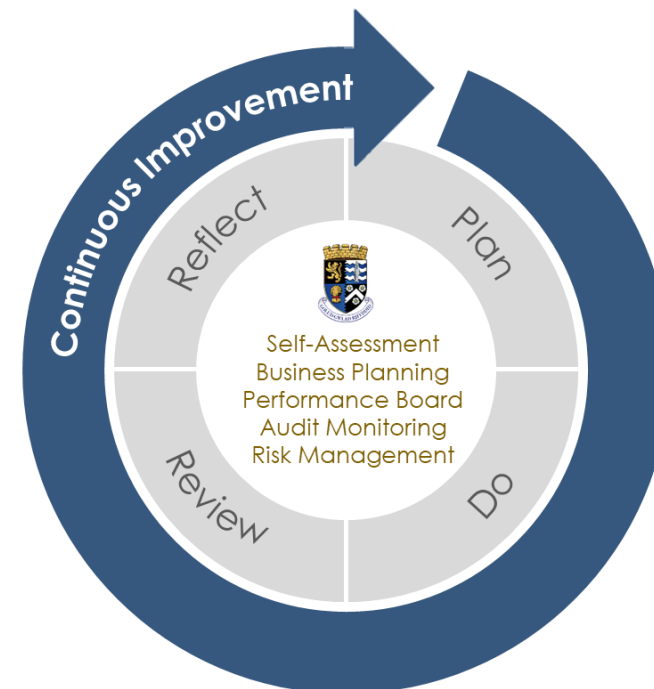 Continuous Improvement
Reflect
Plan
Self-Assessment
Business Planning
Performance Board
Audit Monitoring
Risk Management
Review
Do